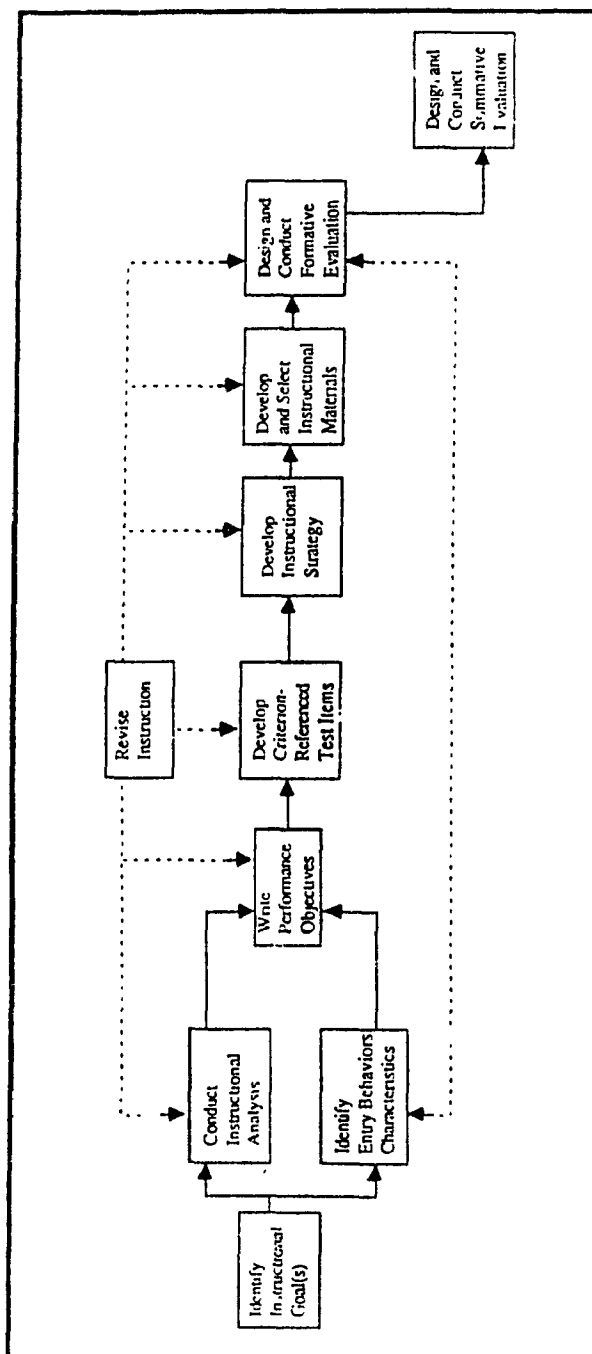 Identify
Instructional
Goal(s)
Conduct
Instructional
Analysis
Identify
Entry Behaviors
Characteristics
Write
Performance
Objectives
Revise
Instruction
Develop
Criterion-
Referenced
Test Items
Develop
Instructional
Strategy
Develop
and Select
Instructional
Materials
Design and
Conduct
Formative
Evaluation
Design and
Conduct
Summative
Evaluation